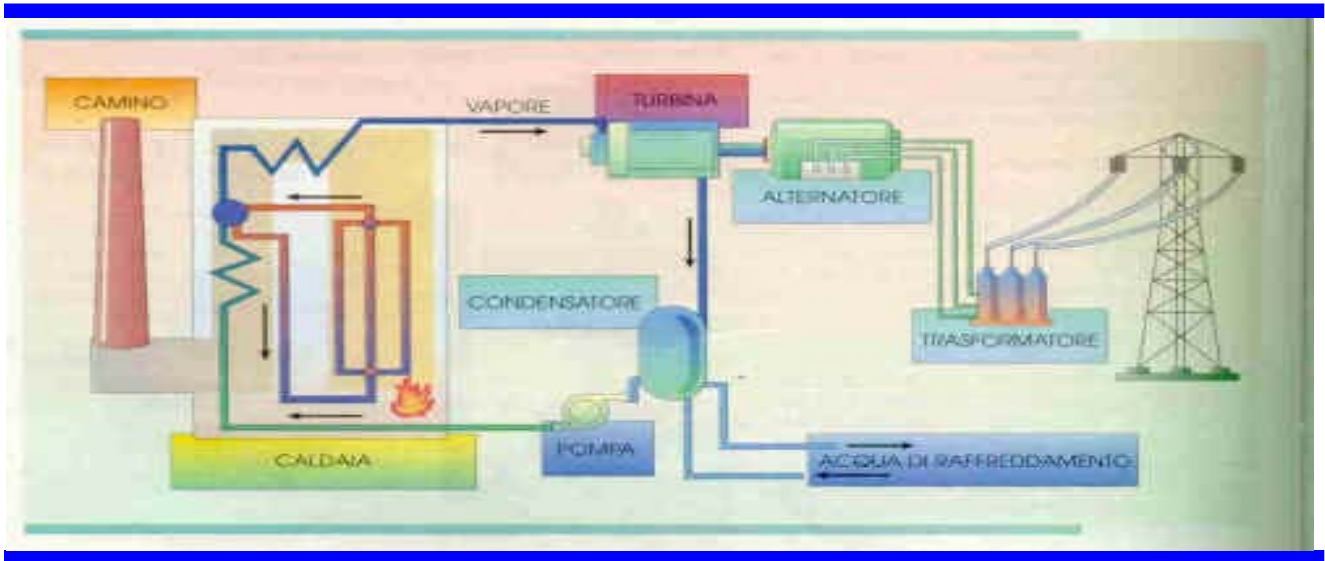 CAMINO
VAPORE
TURBINA
ALTERNATORE
CONDENSATORE
TRASFORMATORE
POMPA
CALDAIA
ACQUA DI RAFFREDDAMENTO